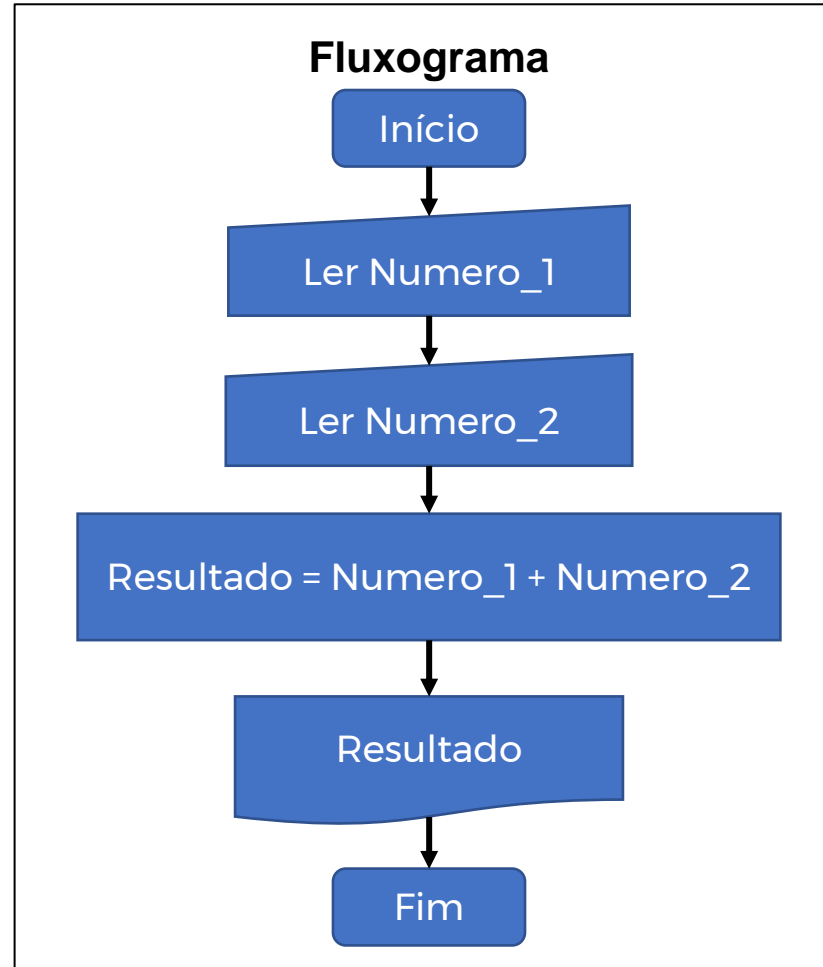 Fluxograma
Início
Ler Numero_1
Ler Numero_2
Resultado = Numero_1 + Numero_2
Resultado
Fim